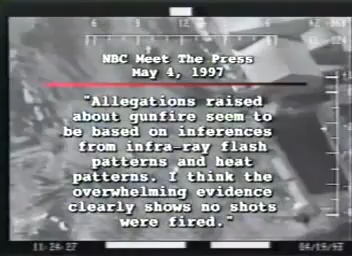 6 12
NBC Meet The Press
May 4, 1997
"Allegations raised
about gunfire seem to
be based on inferences
from infra-ray flash
patterns and heat
patterns. I think the
overwhelming evidence
clearly shows no shots
were fired."
11:24:27 04/19/93